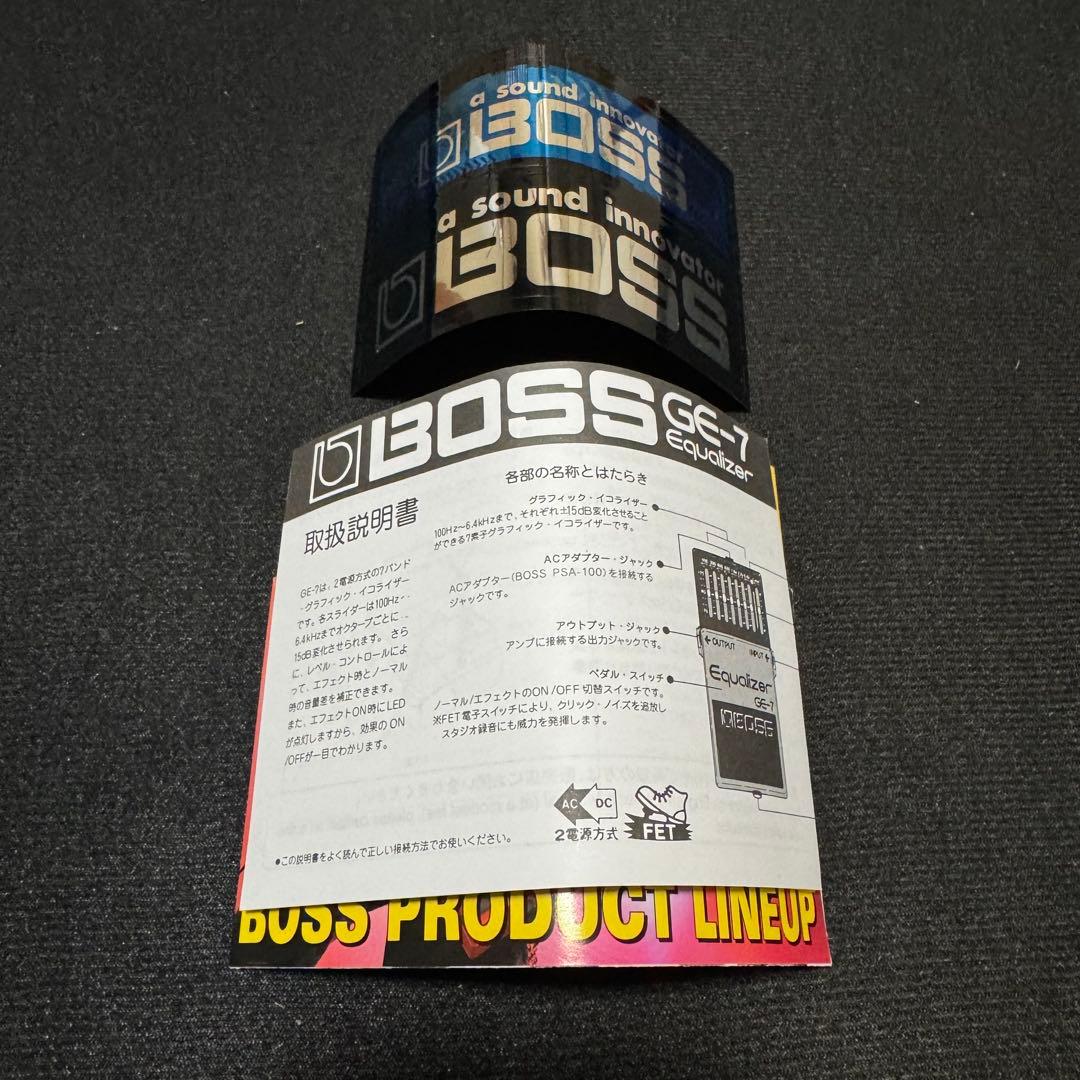 a sound innovator
BOSS
a sound innovator
BOSS
BOSS GE-7
Equalizer
各部の名称とはたらき
取扱説明書
GE-7は、2電源方式の7バンド
・グラフィック・イコライザー
です。各スライダーは100Hz〜
6.4kHzまでオクターブごとに
15dB変化させられます。さら
に、レベル・コントロールによ
って、エフェクト時とノーマル
時の音量差を補正できます。
また、エフェクトON時にLED
が点灯しますから、効果のON
/OFFが一目でわかります。
グラフィック・イコライザー
100Hz〜6.4kHzまで、それぞれ±15dB変化させること
ができる7素子グラフィック・イコライザーです。
ACアダプター・ジャック
ACアダプター(BOSS PSA-100)を接続する
ジャックです。
アウトプット・ジャック
アンプに接続する出力ジャックです。
ペダル・スイッチ
ノーマル/エフェクトのON/OFF切替スイッチです。
※FET電子スイッチにより、クリック・ノイズを追放し
スタジオ録音にも威力を発揮します。
OUTPUT
INPUT
Equalizer
GE-7
BOSS
AC DC
2電源方式
FET
●この説明書をよく読んで正しい接続方法でお使いください。
BOSS PRODUCT LINEUP